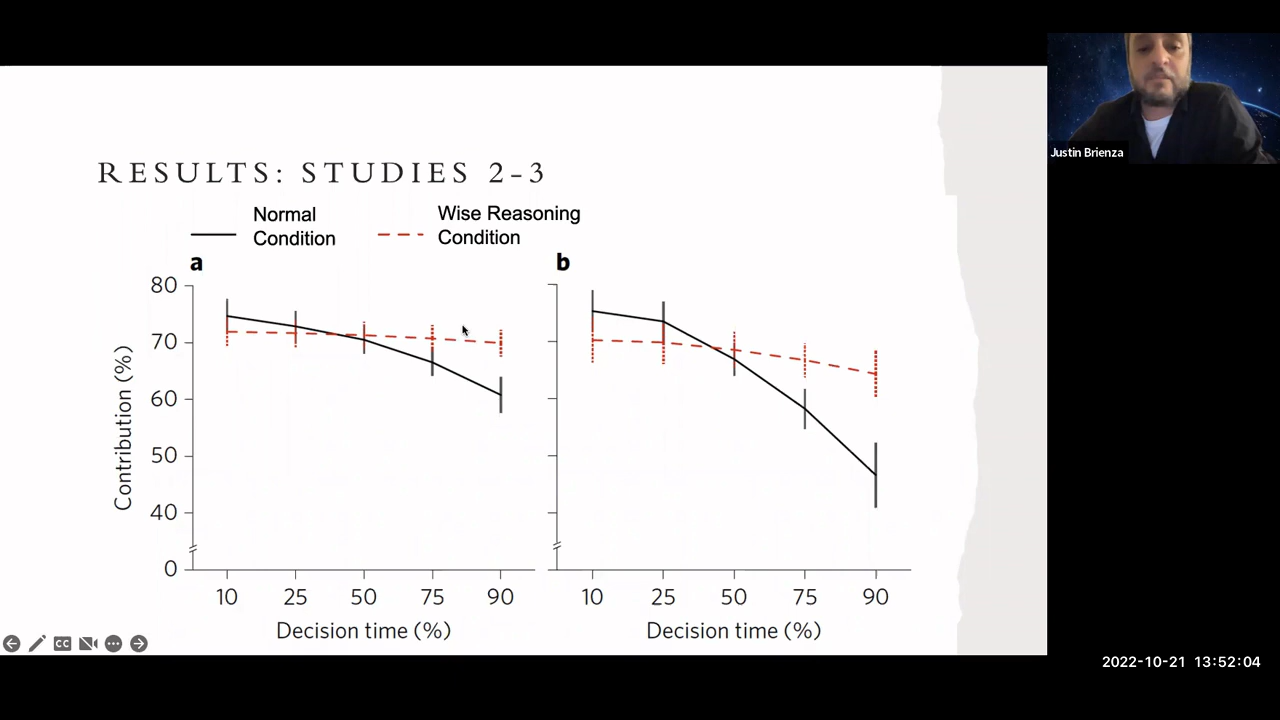 RESULTS: STUDIES 2-3
Normal
Condition
Wise Reasoning
Condition
a
b
Contribution (%)
80
70
60
50
40
0
10 25 50 75 90
Decision time (%)
10 25 50 75 90
Decision time (%)
CC
Justin Brienza
2022-10-21 13:52:04